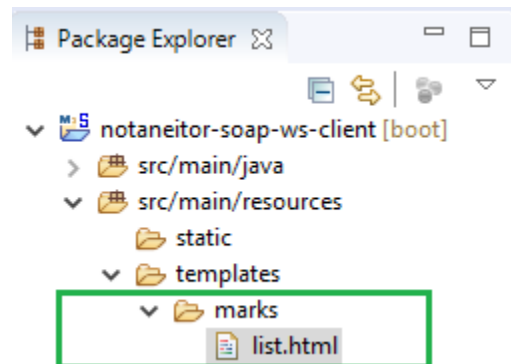 Package Explorer
notaneitor-soap-ws-client [boot]
src/main/java
src/main/resources
static
templates
marks
list.html